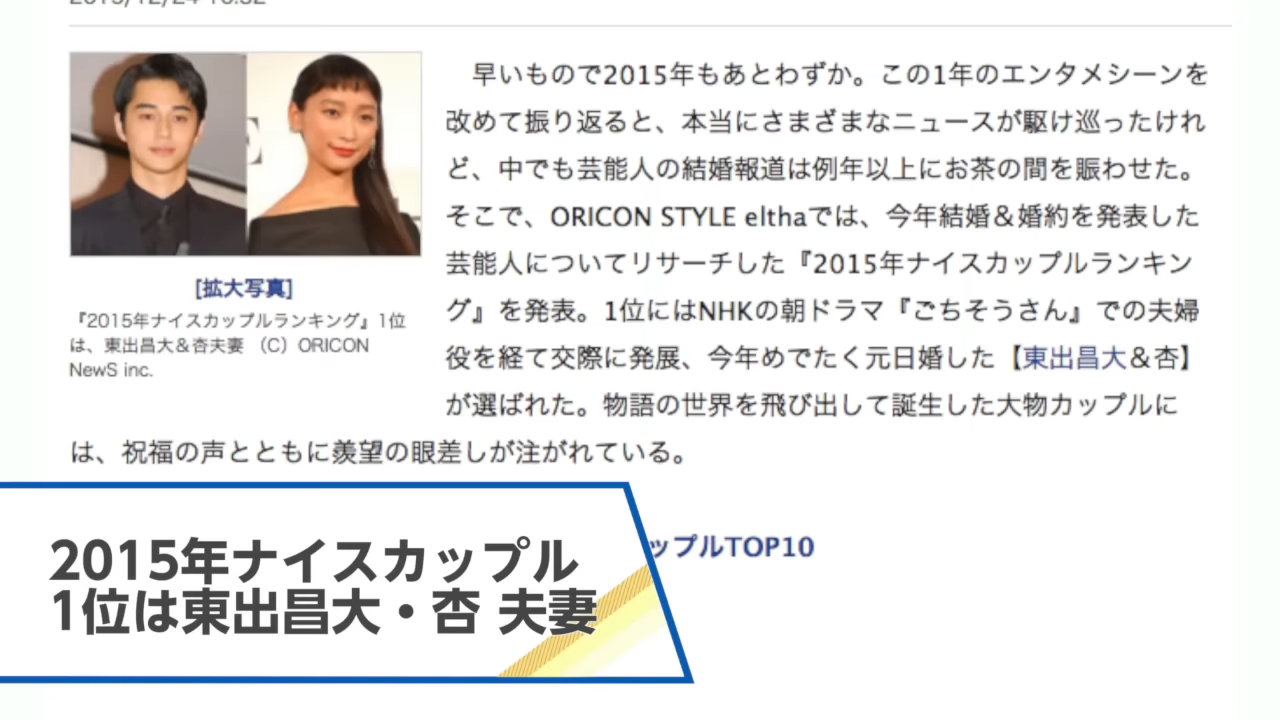 早いもので2015年もあとわずか。この1年のエンタメシーンを
改めて振り返ると、本当にさまざまなニュースが駆け巡ったけれ
ど、中でも芸能人の結婚報道は例年以上にお茶の間を賑わせた。
そこで、ORICON STYLE elthaでは、今年結婚＆婚約を発表した
芸能人についてリサーチした『2015年ナイスカップルランキン
グ』を発表。1位にはNHKの朝ドラマ『ごちそうさん』での夫婦
役を経て交際に発展、今年めでたく元日婚した【東出昌大＆杏】
が選ばれた。物語の世界を飛び出して誕生した大物カップルに
は、祝福の声とともに羨望の眼差しが注がれている。
[拡大写真]
『2015年ナイスカップルランキング』1位
は、東出昌大＆杏夫妻 （C）ORICON
NewS inc.
ップルTOP10
2015年ナイスカップル
1位は東出昌大・杏 夫妻